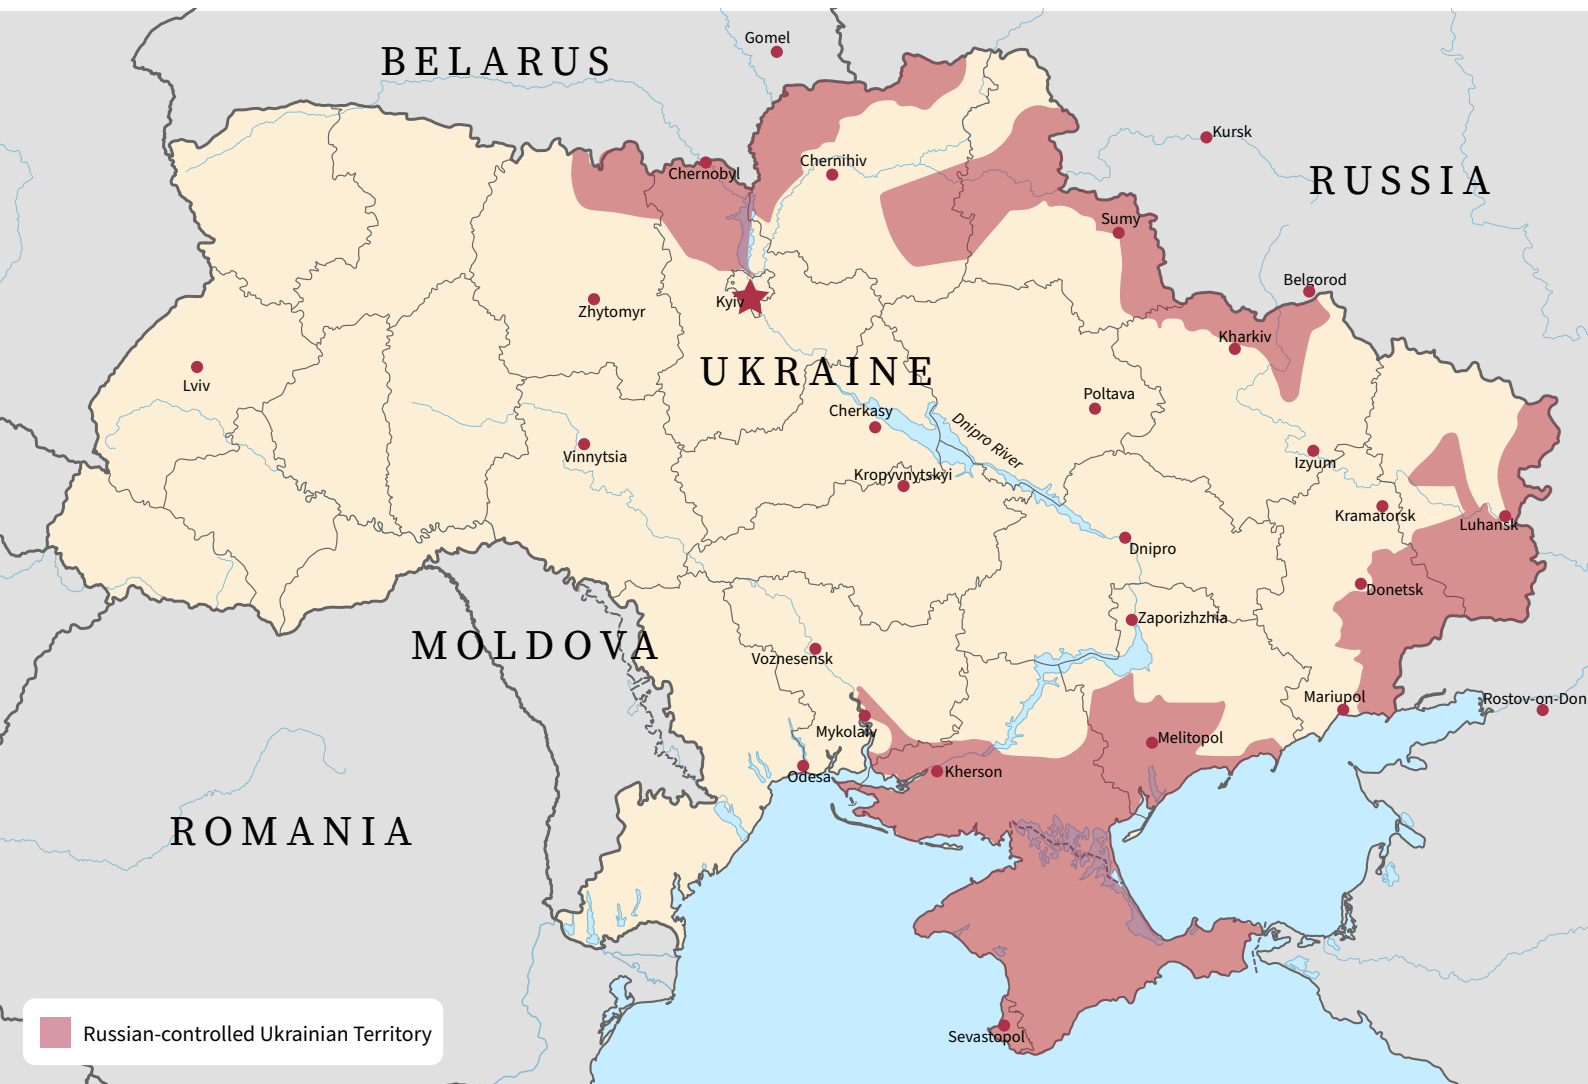 Gomel
BELARUS
Kursk
Chernihiv
Chernobyl
RUSSIA
Sumy
Belgorod
Kyiv
Zhytomyr
Kharkiv
UKRAINE
Lviv
Poltava
Cherkasy
Dnipro River
Vinnytsia
Izyum
Kropyvnytskyi
Kramatorsk
Luhansk
Dnipro
Donetsk
Zaporizhzhia
MOLDOVA
Voznesensk
Mariupol
Rostov-on-Don
Mykolaiv
Melitopol
Odesa
Kherson
ROMANIA
Russian-controlled Ukrainian Territory
Sevastopol